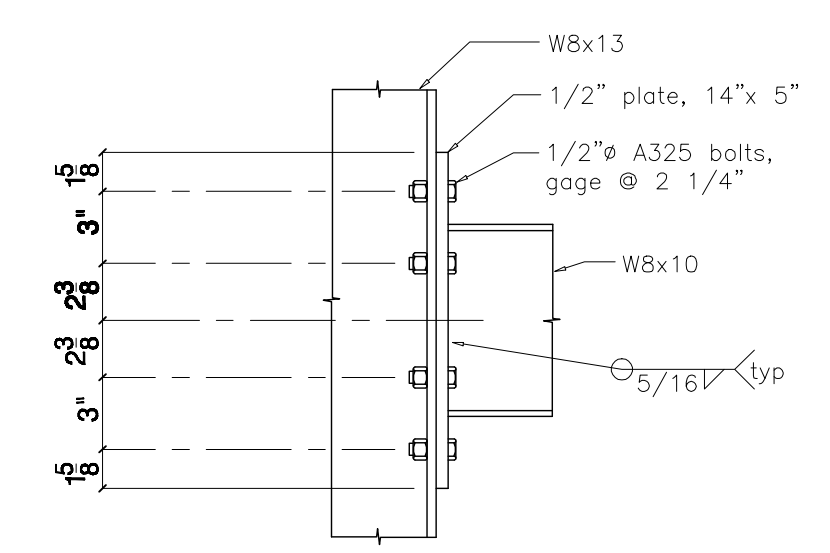 W8x13
1/2" plate, 14"x 5"
1/2"ø A325 bolts,
gage @ 2 1/4"
W8x10
5/16
typ
1 5/8
3"
2 3/8
2 3/8
3"
1 5/8